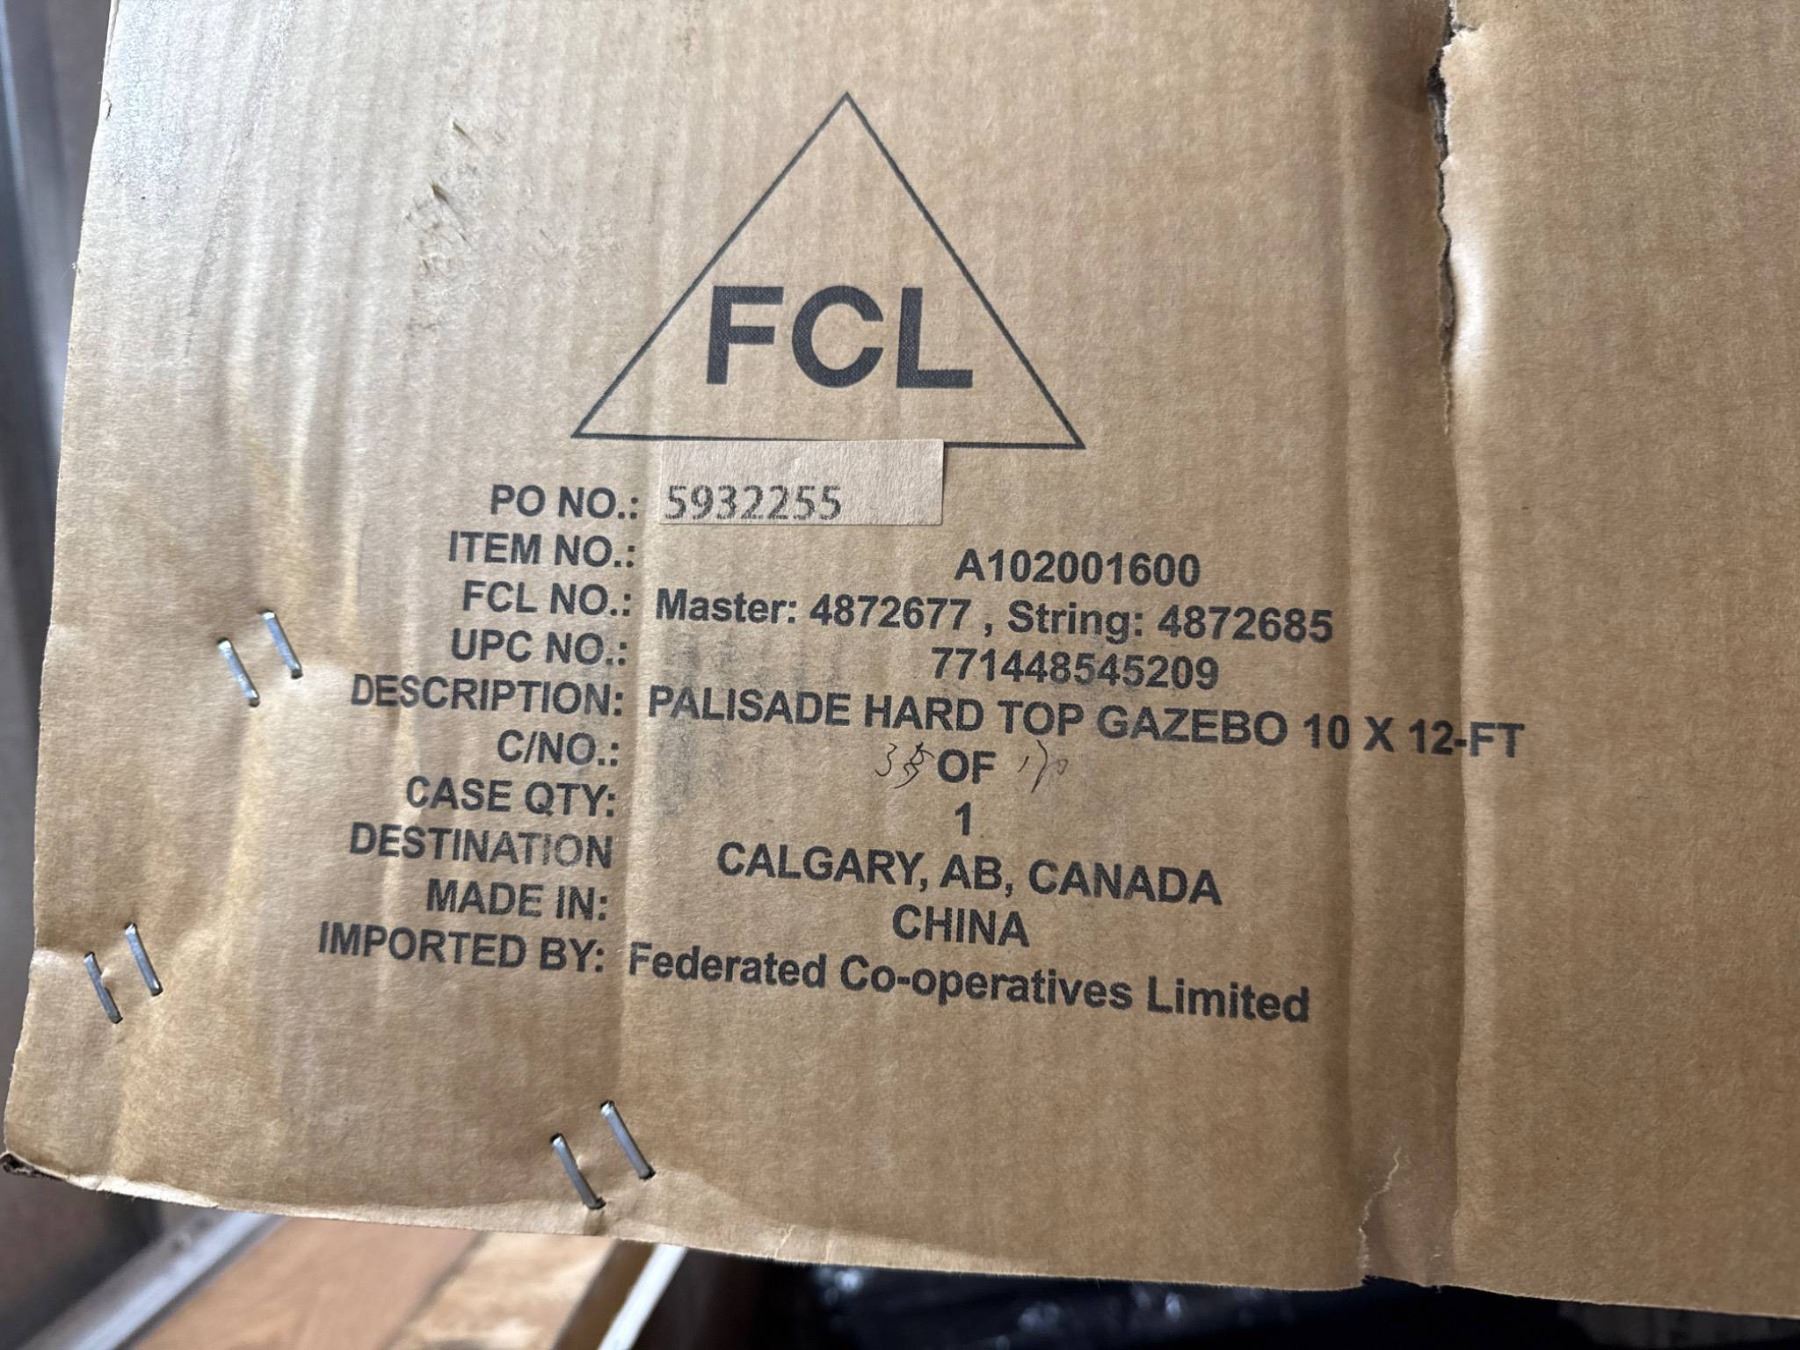 FCL
PO NO.: 5932255
ITEM NO.: A102001600
FCL NO.: Master: 4872677 , String: 4872685
UPC NO.: 771448545209
DESCRIPTION: PALISADE HARD TOP GAZEBO 10 X 12-FT
C/NO.: OF
CASE QTY: 1
DESTINATION CALGARY, AB, CANADA
MADE IN: CHINA
IMPORTED BY: Federated Co-operatives Limited